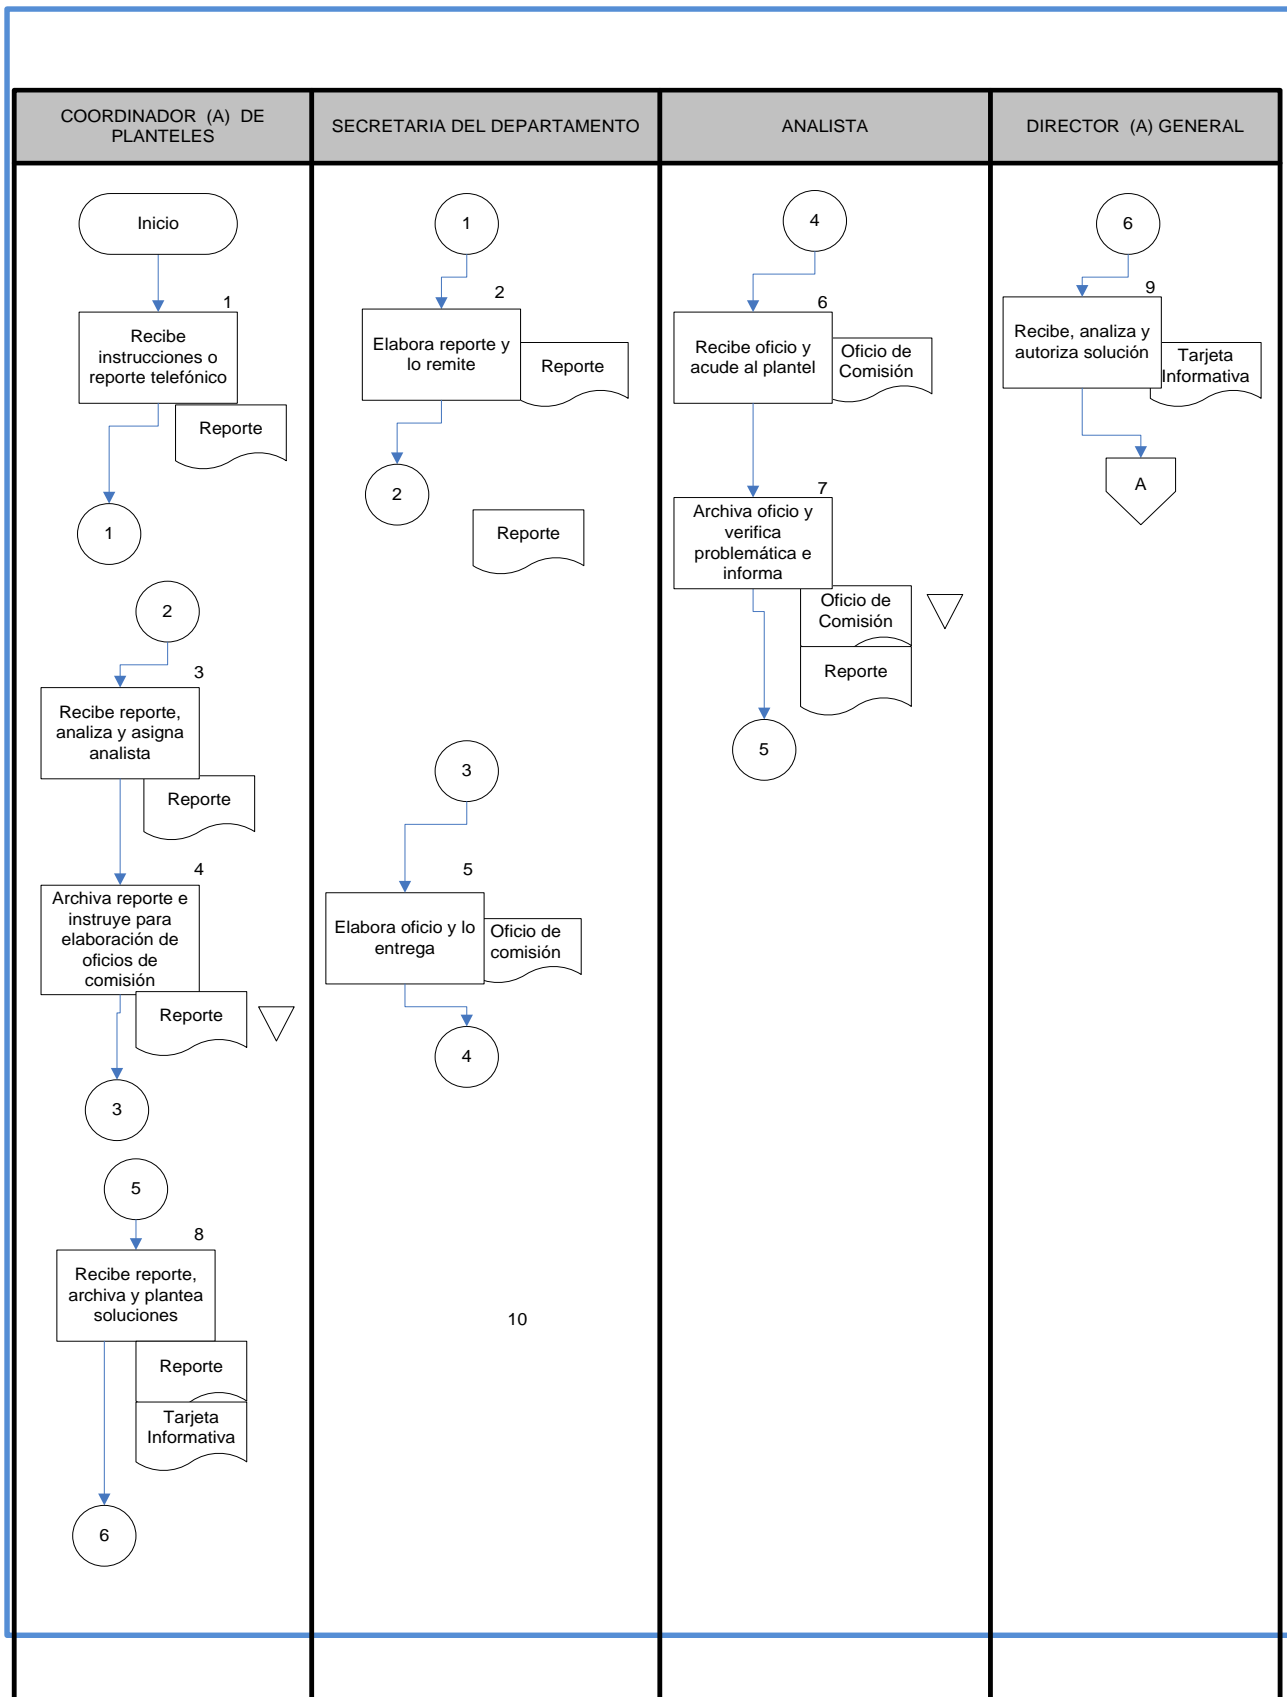 COORDINADOR (A) DE
PLANTELES
SECRETARIA DEL DEPARTAMENTO
ANALISTA
DIRECTOR (A) GENERAL
Inicio
1
Recibe
instrucciones o
reporte telefónico
Reporte
1
2
3
Recibe reporte,
analiza y asigna
analista
Reporte
4
Archiva reporte e
instruye para
elaboración de
oficios de
comisión
Reporte
3
5
8
Recibe reporte,
archiva y plantea
soluciones
Reporte
Tarjeta
Informativa
6
1
2
Elabora reporte y
lo remite
Reporte
2
Reporte
3
5
Elabora oficio y lo
entrega
Oficio de
comisión
4
10
4
6
Recibe oficio y
acude al plantel
Oficio de
Comisión
7
Archiva oficio y
verifica
problemática e
informa
Oficio de
Comisión
Reporte
5
6
9
Recibe, analiza y
autoriza solución
Tarjeta
Informativa
A